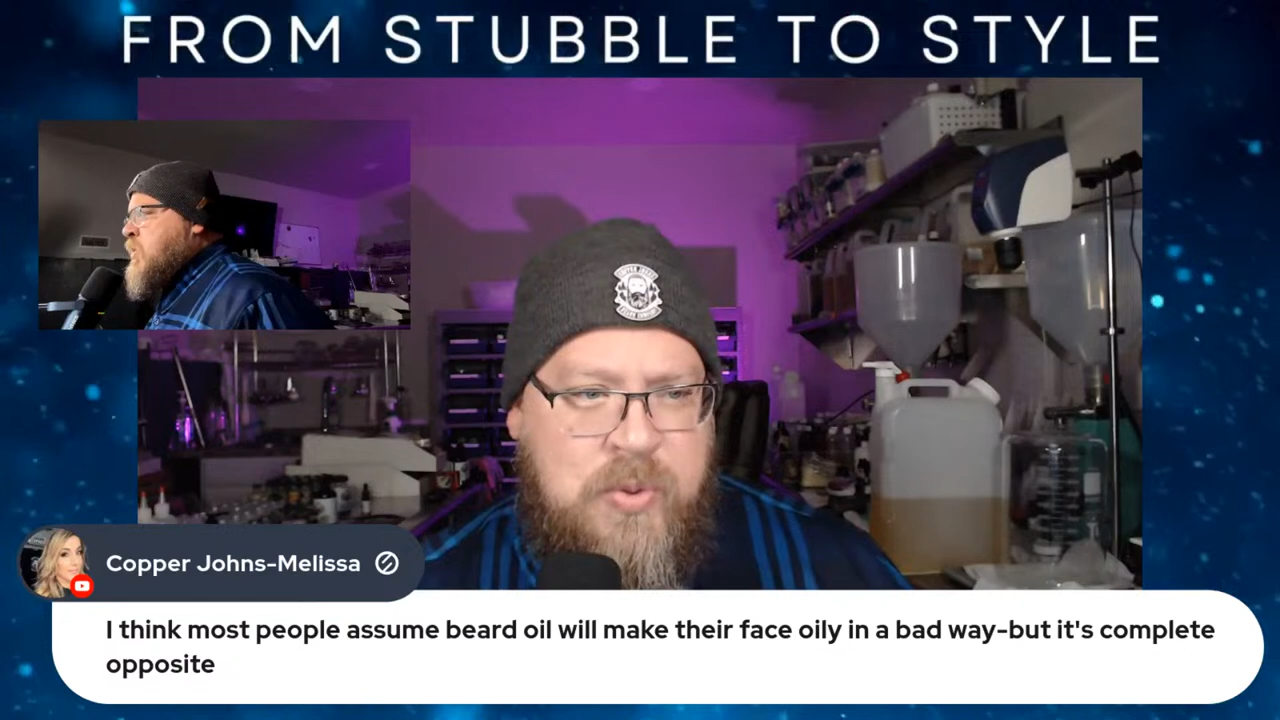 FROM STUBBLE TO STYLE
Copper Johns-Melissa
I think most people assume beard oil will make their face oily in a bad way-but it's complete
opposite